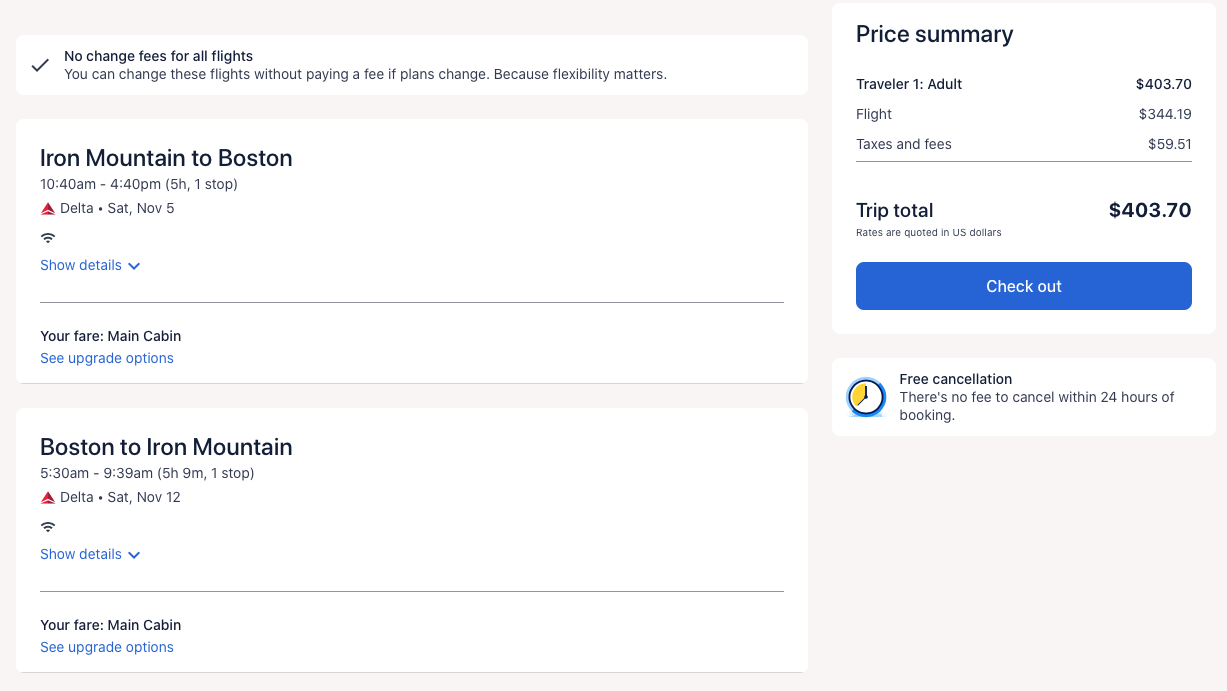 No change fees for all flights
You can change these flights without paying a fee if plans change. Because flexibility matters.
Iron Mountain to Boston
10:40am - 4:40pm (5h, 1 stop)
Delta • Sat, Nov 5
Show details
Your fare: Main Cabin
See upgrade options
Boston to Iron Mountain
5:30am - 9:39am (5h 9m, 1 stop)
Delta • Sat, Nov 12
Show details
Your fare: Main Cabin
See upgrade options
Price summary
Traveler 1: Adult $403.70
Flight $344.19
Taxes and fees $59.51
Trip total $403.70
Rates are quoted in US dollars
Check out
Free cancellation
There's no fee to cancel within 24 hours of
booking.